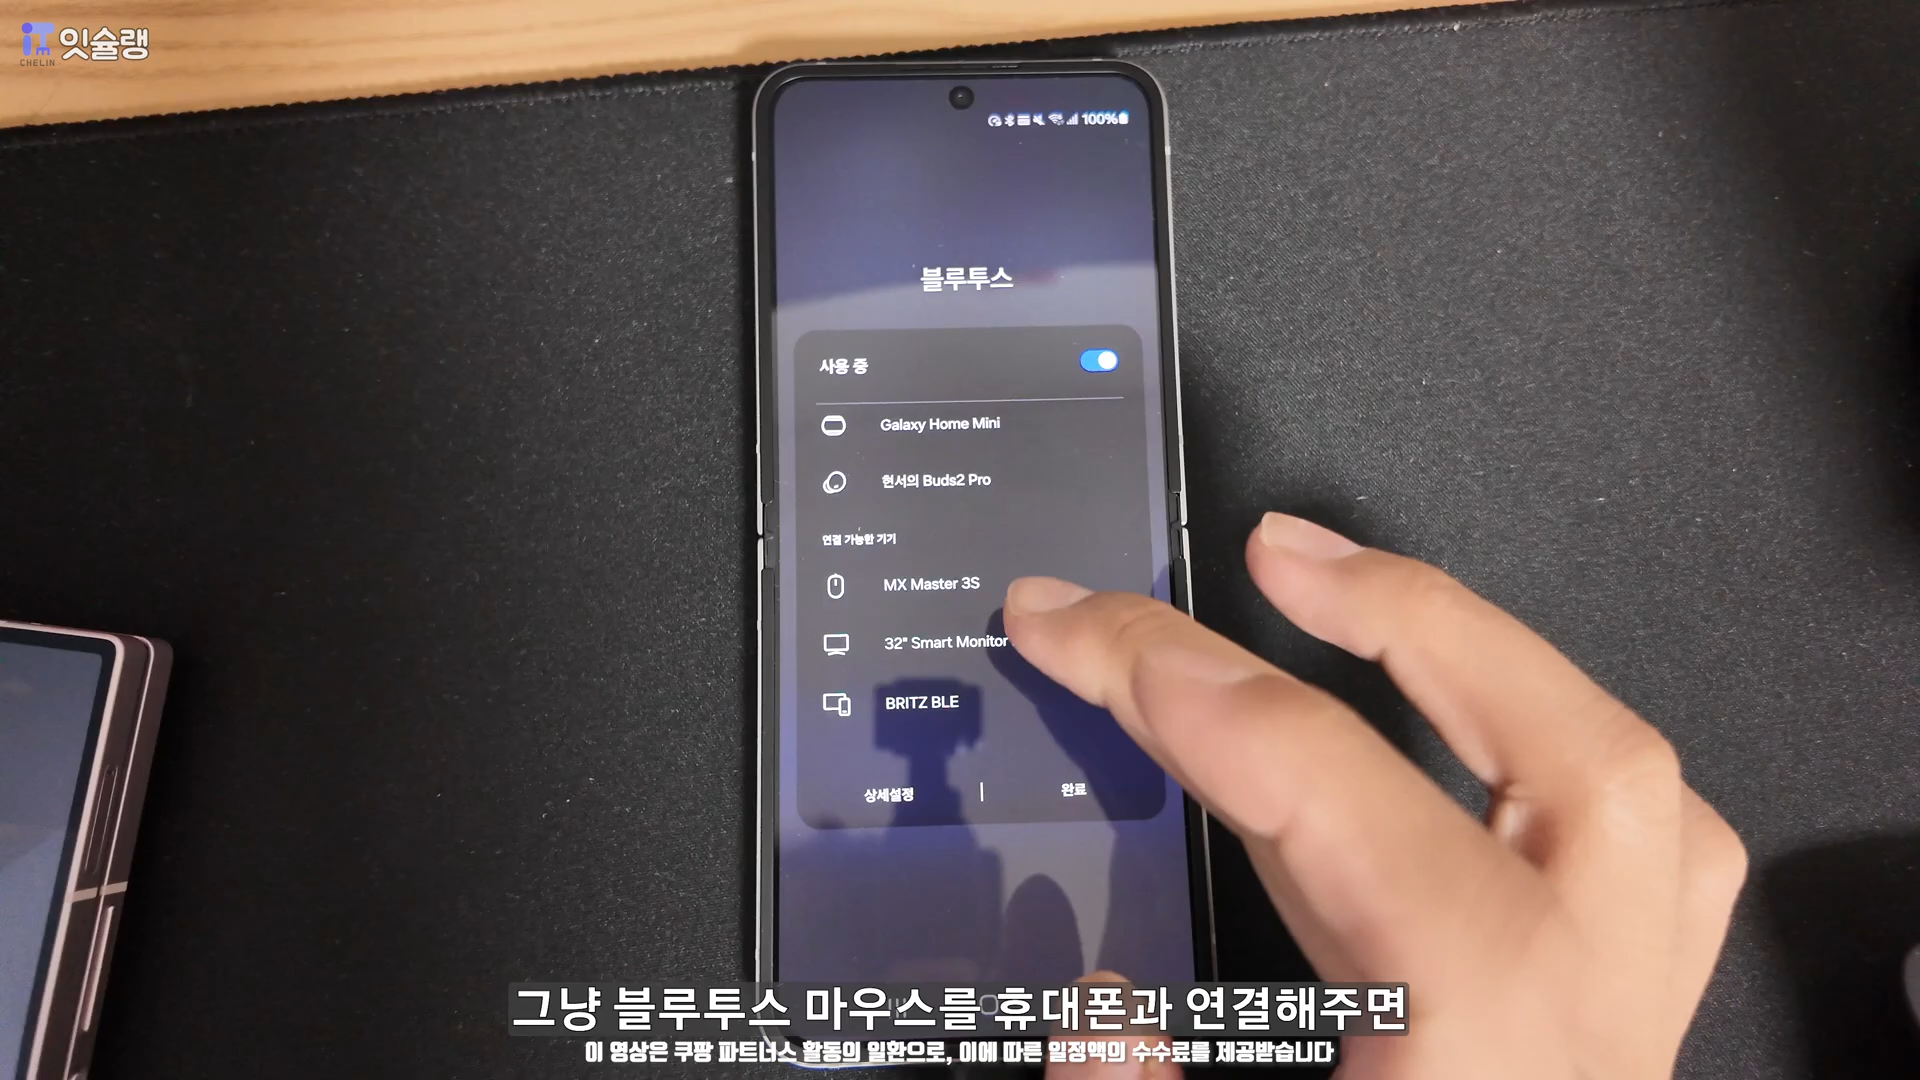 iT
CHELIN
잇슐랭
100%
블루투스
사용 중
Galaxy Home Mini
현서의 Buds2 Pro
연결 가능한 기기
MX Master 3S
32" Smart Monitor
BRITZ BLE
상세설정 | 완료
그냥 블루투스 마우스를 휴대폰과 연결해주면
이 영상은 쿠팡 파트너스 활동의 일환으로, 이에 따른 일정액의 수수료를 제공받습니다